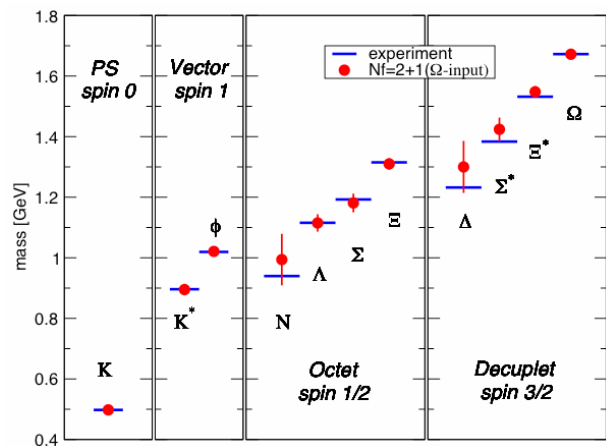 1.8
1.6
1.4
1.2
1
0.8
0.6
0.4
mass [GeV]
PS
spin 0
K
Vector
spin 1
ϕ
K*
experiment
Nf=2+1(Ω-input)
N
Λ
Σ
Ξ
Octet
spin 1/2
Λ
Σ*
Ξ*
Ω
Decuplet
spin 3/2